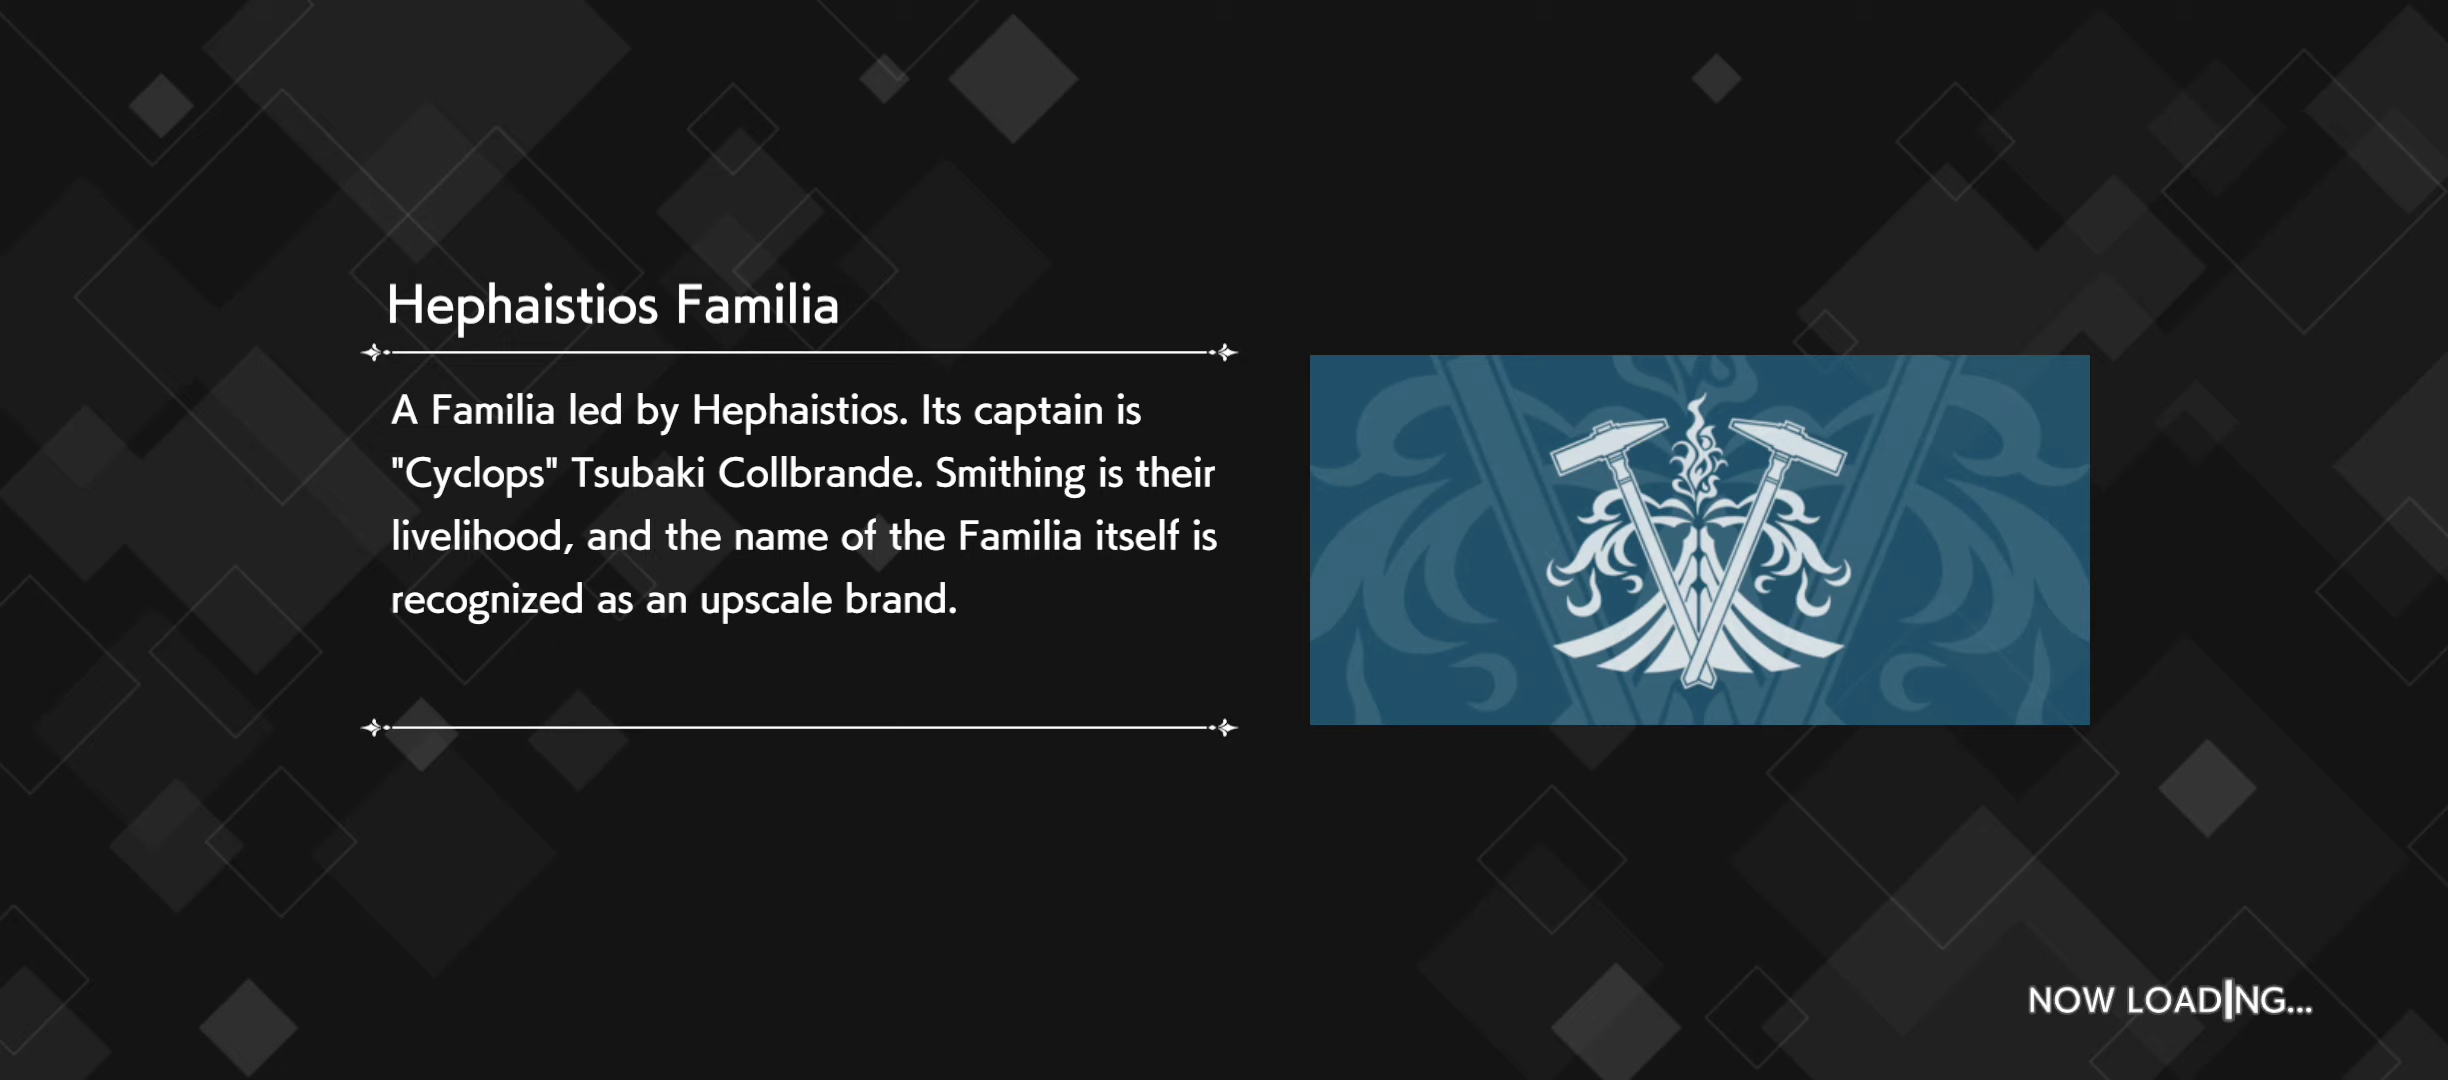 Hephaistios Familia
A Familia led by Hephaistios. Its captain is
"Cyclops" Tsubaki Collbrande. Smithing is their
livelihood, and the name of the Familia itself is
recognized as an upscale brand.
NOW LOADING...